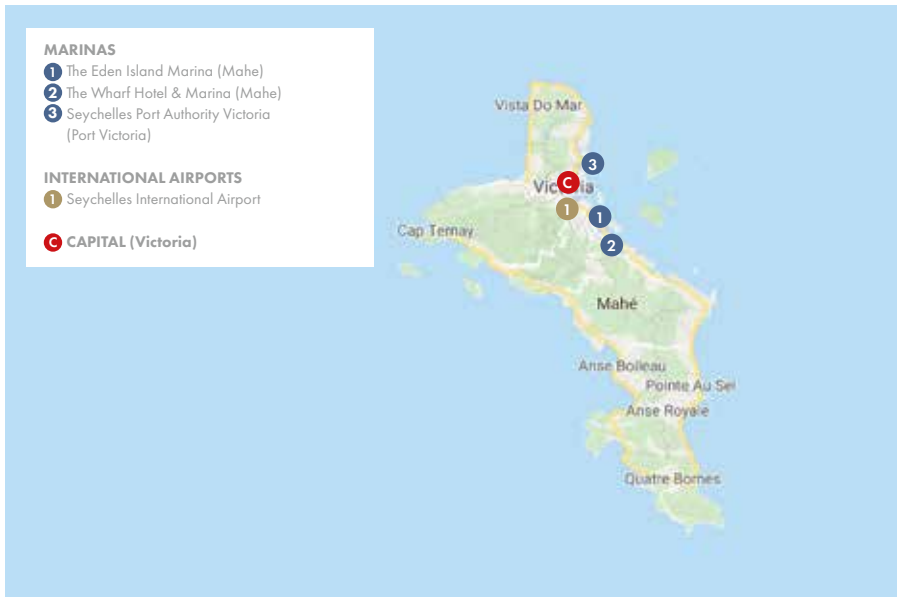 MARINAS
1 The Eden Island Marina (Mahe)
2 The Wharf Hotel & Marina (Mahe)
3 Seychelles Port Authority Victoria
(Port Victoria)
INTERNATIONAL AIRPORTS
1 Seychelles International Airport
C CAPITAL (Victoria)
Vista Do Mar
3
C
Victoria
1
1
Cap Ternay
2
Mahé
Anse Boileau
Pointe Au Sel
Anse Royale
Quatre Bornes